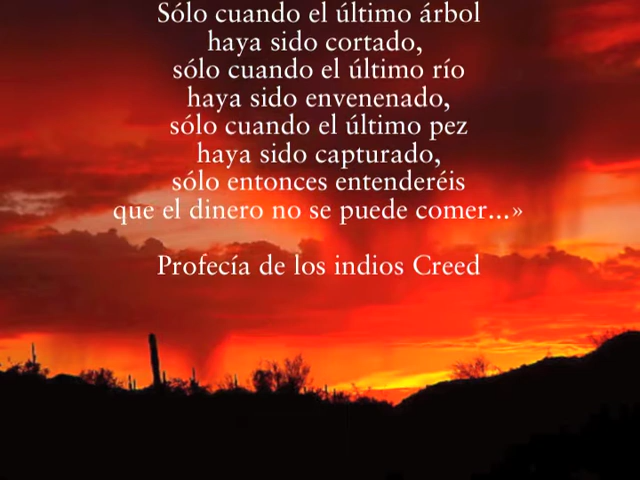 Sólo cuando el último árbol
haya sido cortado,
sólo cuando el último río
haya sido envenenado,
sólo cuando el último pez
haya sido capturado,
sólo entonces entenderéis
que el dinero no se puede comer...»
Profecía de los indios Creed